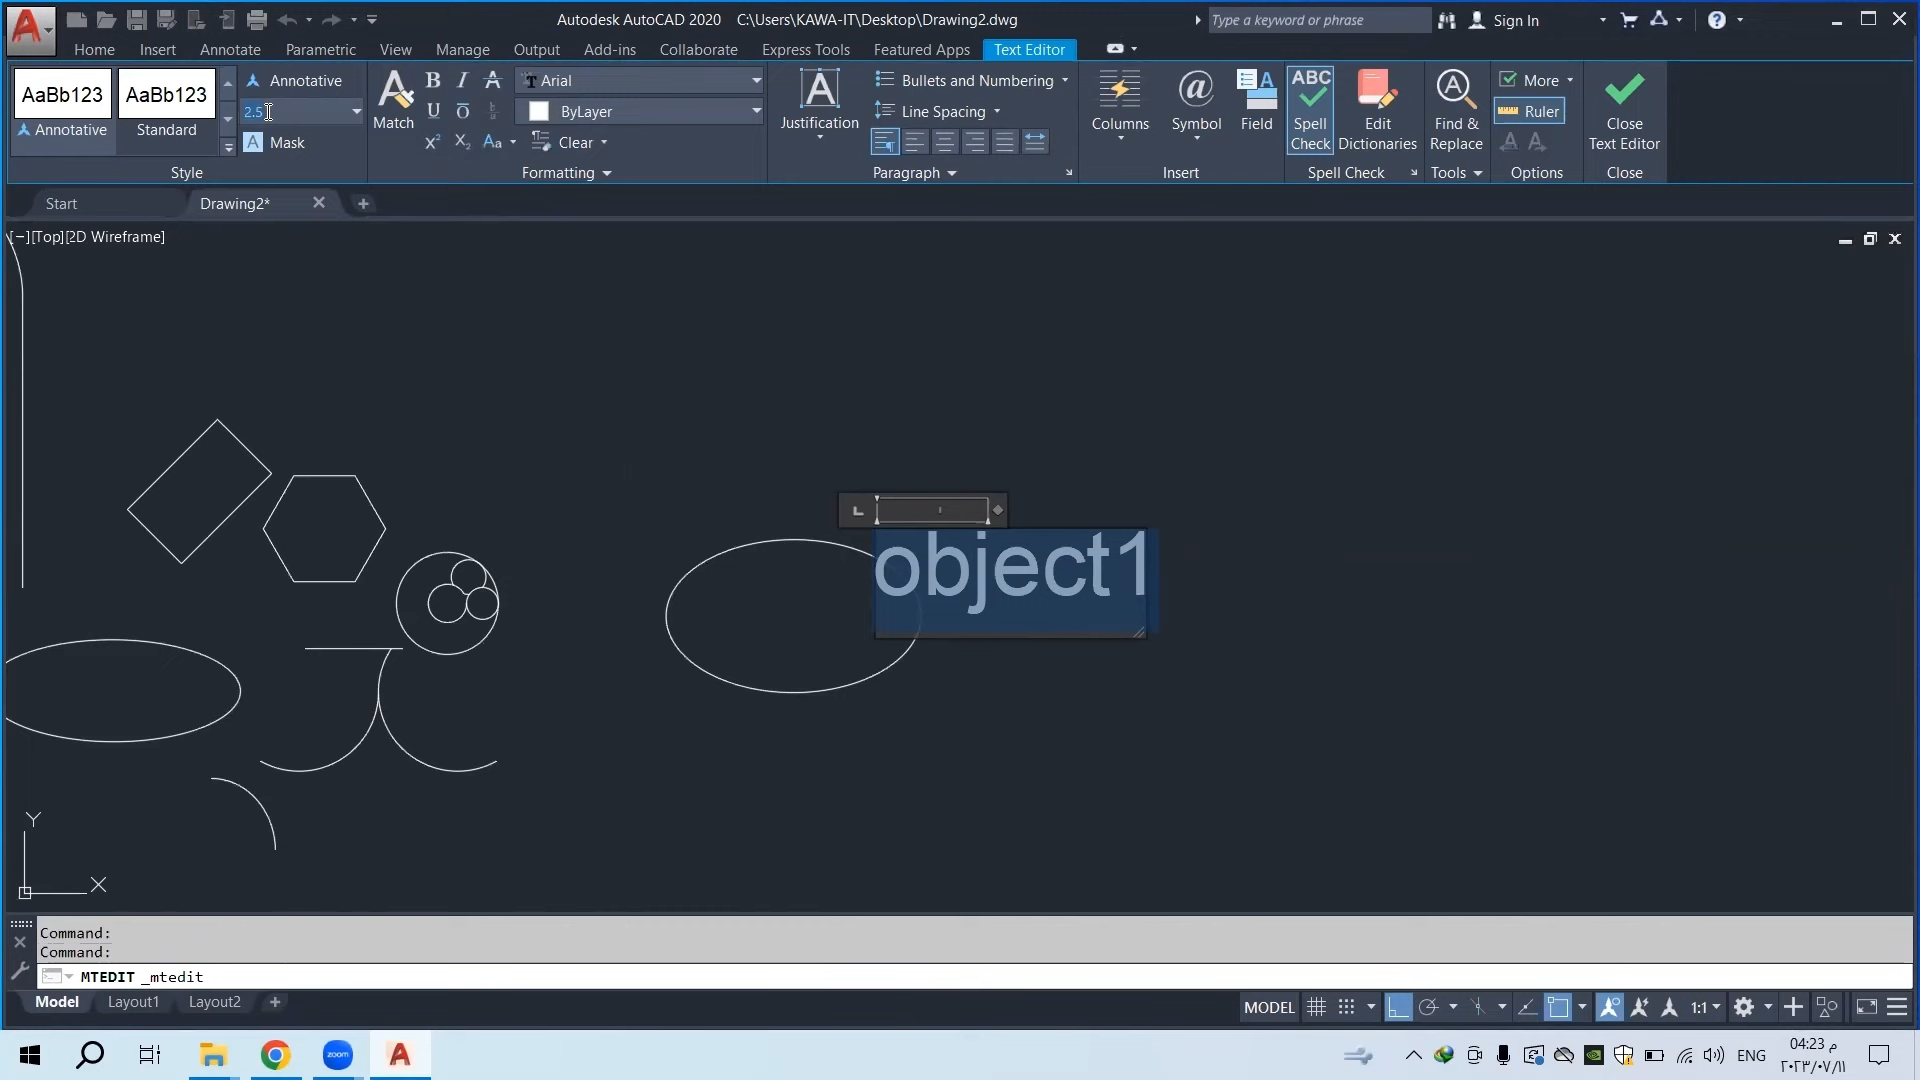 Autodesk AutoCAD 2020 C:\Users\KAWA-IT\Desktop\Drawing2.dwg
Type a keyword or phrase
Sign In
Home Insert Annotate Parametric View Manage Output Add-ins Collaborate Express Tools Featured Apps Text Editor
AaBb123 AaBb123
Annotative Standard
Annotative
2.5
Mask
Style
Match
Arial
ByLayer
Clear
Formatting
Justification
Bullets and Numbering
Line Spacing
Paragraph
Columns
Symbol
Field
Insert
ABC
Spell Check
Edit Dictionaries
Spell Check
Find & Replace
Tools
More
Ruler
Options
Close Text Editor
Close
Start Drawing2*
[−][Top][2D Wireframe]
object1
Y
X
Command:
Command:
MTEDIT _mtedit
Model Layout1 Layout2
MODEL 1:1
zoom
ENG
04:23 م
٢٠٢٣/٠٧/١١